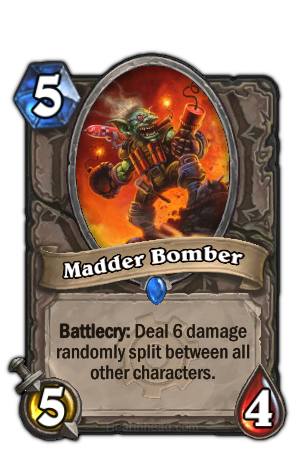 5
Madder Bomber
Battlecry: Deal 6 damage
randomly split between all
other characters.
5
4